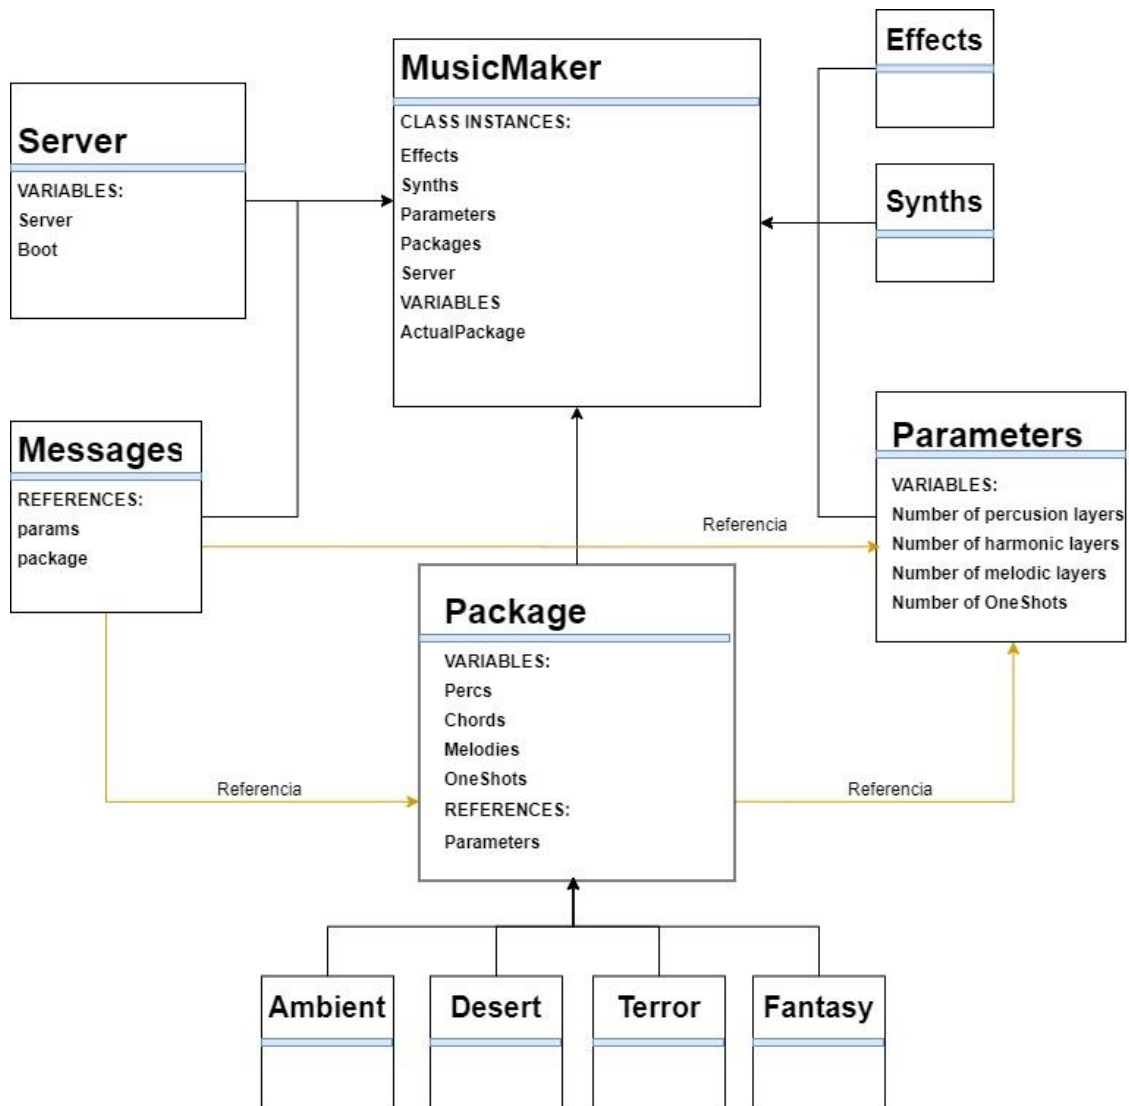 Effects
MusicMaker
CLASS INSTANCES:
Effects
Synths
Parameters
Packages
Server
VARIABLES
ActualPackage
Server
VARIABLES:
Server
Boot
Synths
Messages
REFERENCES:
params
package
Parameters
VARIABLES:
Number of percusion layers
Number of harmonic layers
Number of melodic layers
Number of OneShots
Referencia
Package
VARIABLES:
Percs
Chords
Melodies
OneShots
REFERENCES:
Parameters
Referencia
Referencia
Ambient
Desert
Terror
Fantasy